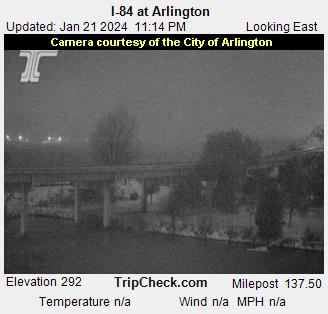 I-84 at Arlington
Updated: Jan 21 2024 11:14 PM Looking East
Camera courtesy of the City of Arlington
Elevation 292 TripCheck.com Milepost 137.50
Temperature n/a Wind n/a MPH n/a